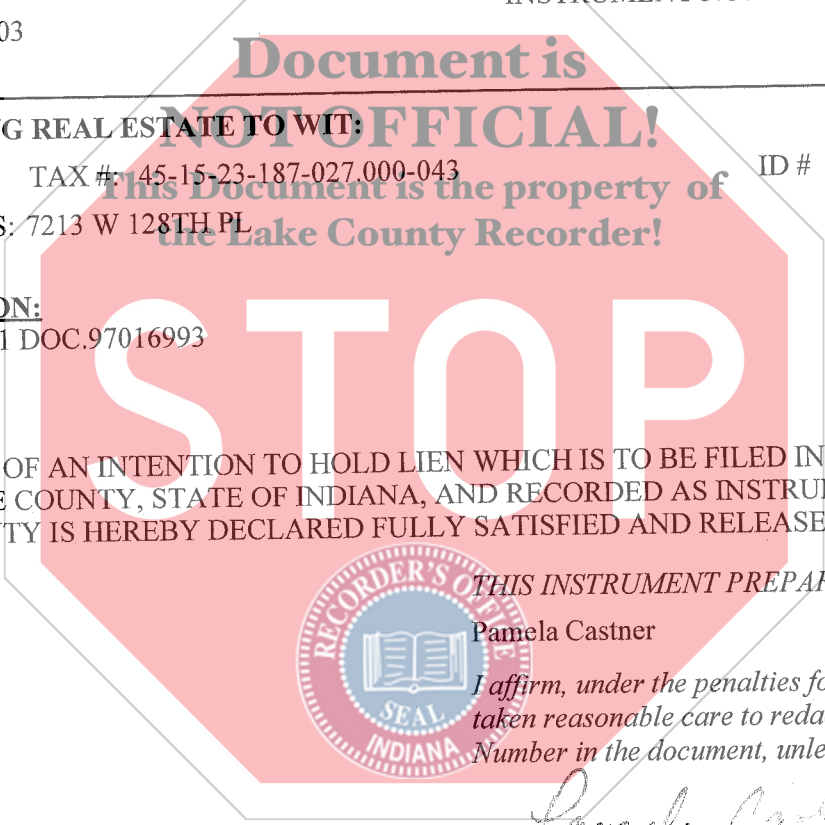 03
Document is
NOT OFFICIAL!
G REAL ESTATE TO WIT:
TAX #: 45-15-23-187-027.000-043 ID #
This Document is the property of
S: 7213 W 128TH PL
the Lake County Recorder!
ON:
1 DOC.97016993
STOP
OF AN INTENTION TO HOLD LIEN WHICH IS TO BE FILED IN
E COUNTY, STATE OF INDIANA, AND RECORDED AS INSTRU
TY IS HEREBY DECLARED FULLY SATISFIED AND RELEASE
RECORDER'S OFFICE
SEAL
INDIANA
THIS INSTRUMENT PREPAR
Pamela Castner
I affirm, under the penalties fo
taken reasonable care to reda
Number in the document, unle